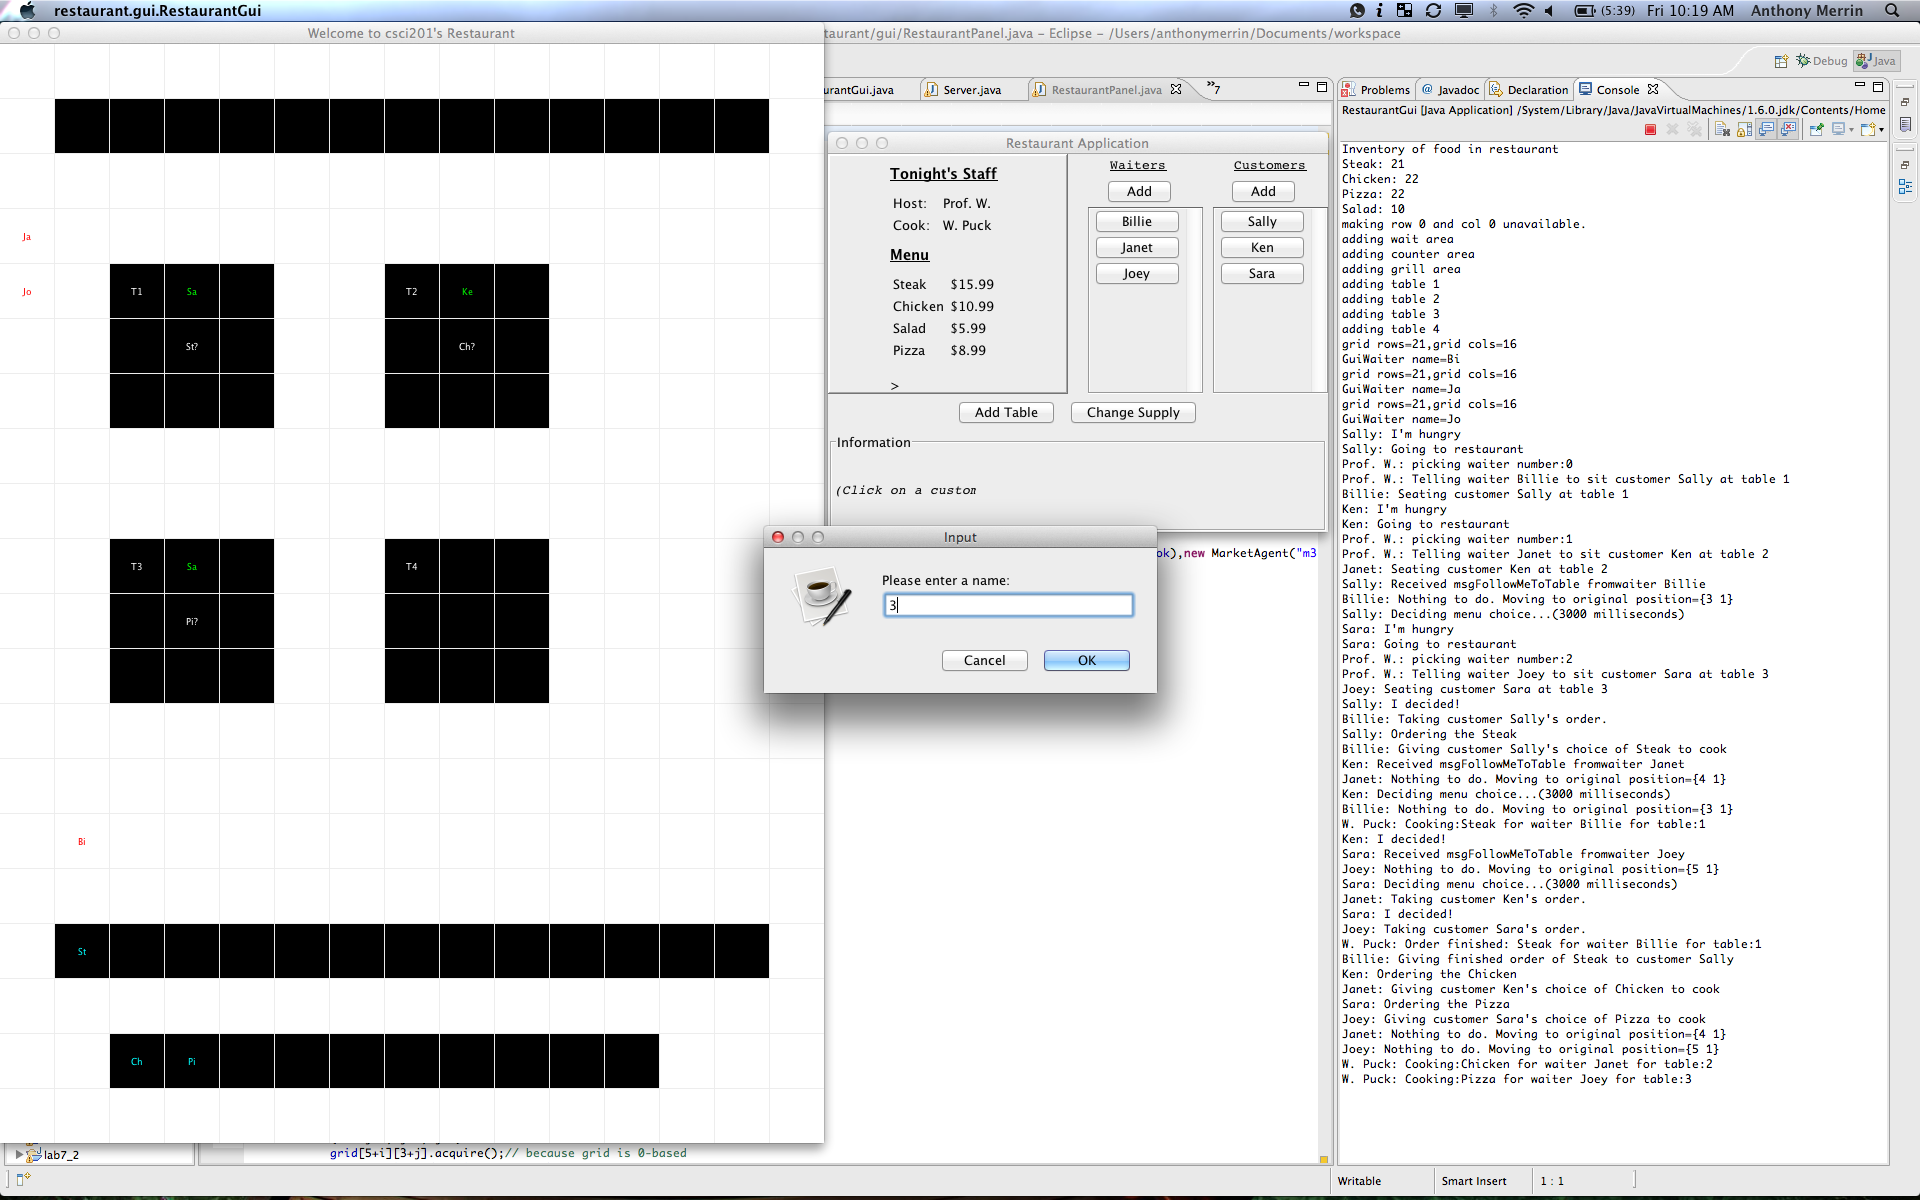 restaurant.gui.RestaurantGui
(5:39) Fri 10:19 AM Anthony Merrin
Welcome to csci201's Restaurant
taurant/gui/RestaurantPanel.java – Eclipse – /Users/anthonymerrin/Documents/workspace
Debug Java
urantGui.java Server.java RestaurantPanel.java »7
Problems @ Javadoc Declaration Console
RestaurantGui [Java Application] /System/Library/Java/JavaVirtualMachines/1.6.0.jdk/Contents/Home
Ja
Jo
T1 Sa
St?
T2 Ke
Ch?
T3 Sa
Pi?
T4
Bi
St
Ch Pi
Restaurant Application
Tonight's Staff
Host: Prof. W.
Cook: W. Puck
Menu
Steak $15.99
Chicken $10.99
Salad $5.99
Pizza $8.99
>
Waiters
Add
Billie
Janet
Joey
Customers
Add
Sally
Ken
Sara
Add Table Change Supply
Information
(Click on a custom
ok),new MarketAgent("m3
Input
Please enter a name:
3
Cancel OK
Inventory of food in restaurant
Steak: 21
Chicken: 22
Pizza: 22
Salad: 10
making row 0 and col 0 unavailable.
adding wait area
adding counter area
adding grill area
adding table 1
adding table 2
adding table 3
adding table 4
grid rows=21,grid cols=16
GuiWaiter name=Bi
grid rows=21,grid cols=16
GuiWaiter name=Ja
grid rows=21,grid cols=16
GuiWaiter name=Jo
Sally: I'm hungry
Sally: Going to restaurant
Prof. W.: picking waiter number:0
Prof. W.: Telling waiter Billie to sit customer Sally at table 1
Billie: Seating customer Sally at table 1
Ken: I'm hungry
Ken: Going to restaurant
Prof. W.: picking waiter number:1
Prof. W.: Telling waiter Janet to sit customer Ken at table 2
Janet: Seating customer Ken at table 2
Sally: Received msgFollowMeToTable fromwaiter Billie
Billie: Nothing to do. Moving to original position={3 1}
Sally: Deciding menu choice...(3000 milliseconds)
Sara: I'm hungry
Sara: Going to restaurant
Prof. W.: picking waiter number:2
Prof. W.: Telling waiter Joey to sit customer Sara at table 3
Joey: Seating customer Sara at table 3
Sally: I decided!
Billie: Taking customer Sally's order.
Sally: Ordering the Steak
Billie: Giving customer Sally's choice of Steak to cook
Ken: Received msgFollowMeToTable fromwaiter Janet
Janet: Nothing to do. Moving to original position={4 1}
Ken: Deciding menu choice...(3000 milliseconds)
Billie: Nothing to do. Moving to original position={3 1}
W. Puck: Cooking:Steak for waiter Billie for table:1
Ken: I decided!
Sara: Received msgFollowMeToTable fromwaiter Joey
Joey: Nothing to do. Moving to original position={5 1}
Sara: Deciding menu choice...(3000 milliseconds)
Janet: Taking customer Ken's order.
Sara: I decided!
Joey: Taking customer Sara's order.
W. Puck: Order finished: Steak for waiter Billie for table:1
Billie: Giving finished order of Steak to customer Sally
Ken: Ordering the Chicken
Janet: Giving customer Ken's choice of Chicken to cook
Sara: Ordering the Pizza
Joey: Giving customer Sara's choice of Pizza to cook
Janet: Nothing to do. Moving to original position={4 1}
Joey: Nothing to do. Moving to original position={5 1}
W. Puck: Cooking:Chicken for waiter Janet for table:2
W. Puck: Cooking:Pizza for waiter Joey for table:3
lab7_2
grid[5+i][3+j].acquire();// because grid is 0-based
Writable Smart Insert 1 : 1